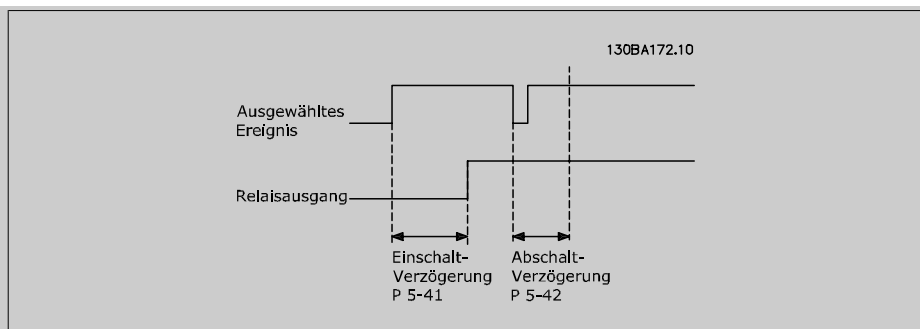 130BA172.10
Ausgewähltes
Ereignis
Relaisausgang
Einschalt-
Verzögerung
P 5-41
Abschalt-
Verzögerung
P 5-42